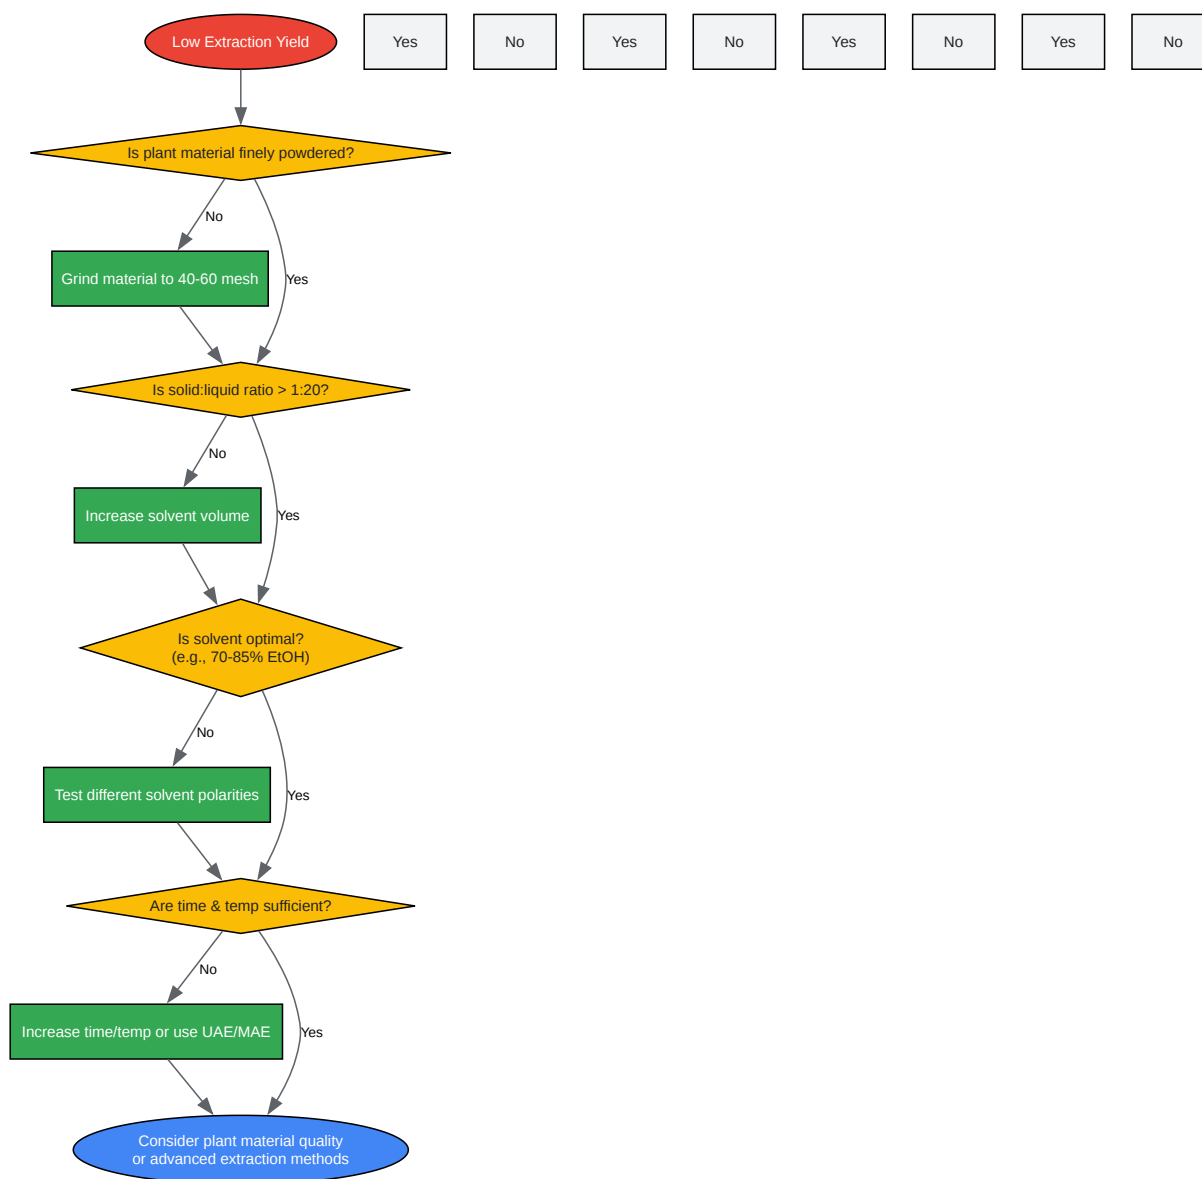 Low Extraction Yield
Yes
No
Yes
No
Yes
No
Yes
No
Is plant material finely powdered?
No
Grind material to 40-60 mesh
Yes
Is solid:liquid ratio > 1:20?
No
Increase solvent volume
Yes
Is solvent optimal?
(e.g., 70-85% EtOH)
No
Test different solvent polarities
Yes
Are time & temp sufficient?
No
Increase time/temp or use UAE/MAE
Yes
Consider plant material quality
or advanced extraction methods